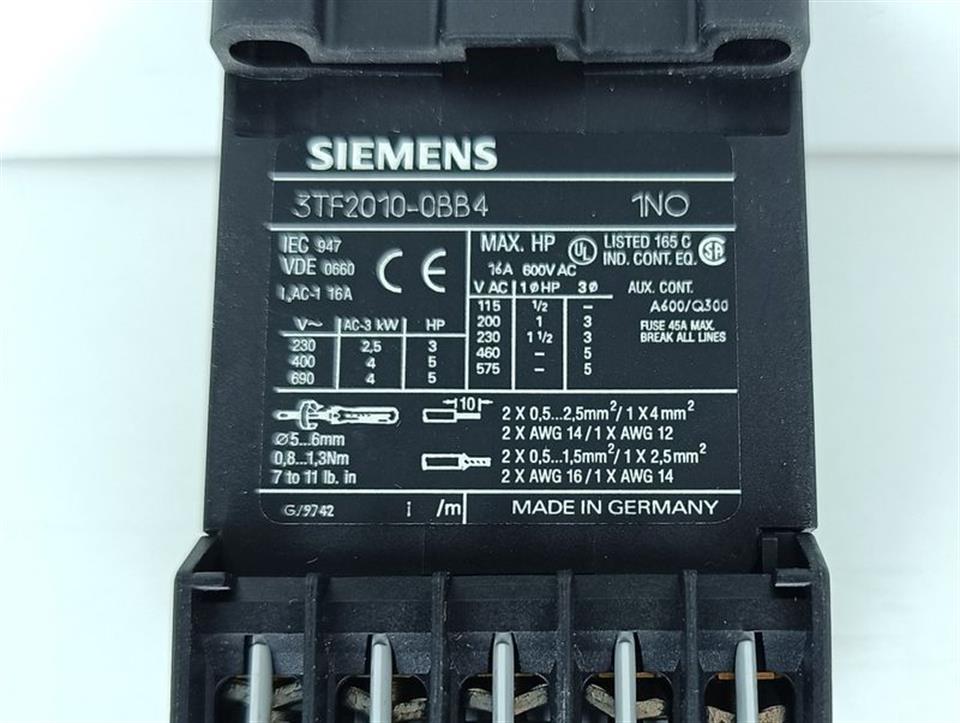 SIEMENS
3TF2010-0BB4 1NO
IEC 947
VDE 0660
CE
AC-1 16A
V~ AC-3 kW HP
230 2,5 3
400 4 5
690 4 5
MAX. HP
16A 600V AC
V AC 1ØHP 3Ø
115 1/2 –
200 1 3
230 1 1/2 3
460 – 5
575 – 5
UL LISTED 165 C
IND. CONT. EQ.
AUX. CONT.
A600/Q300
FUSE 45A MAX.
BREAK ALL LINES
Ø5...6mm
0,8...1,3Nm
7 to 11 lb. in
10
2 X 0,5...2,5mm²/1 X 4mm²
2 X AWG 14/1 X AWG 12
2 X 0,5...1,5mm²/1 X 2,5mm²
2 X AWG 16/1 X AWG 14
G/9742 i /m MADE IN GERMANY